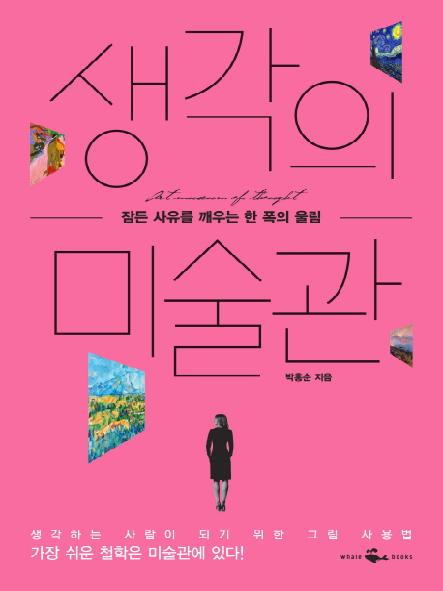 생각의
Art museum of thought
잠든 사유를 깨우는 한 폭의 울림
미술관
박홍순 지음
생각하는 사람이 되기 위한 그림 사용법
가장 쉬운 철학은 미술관에 있다!
whale books